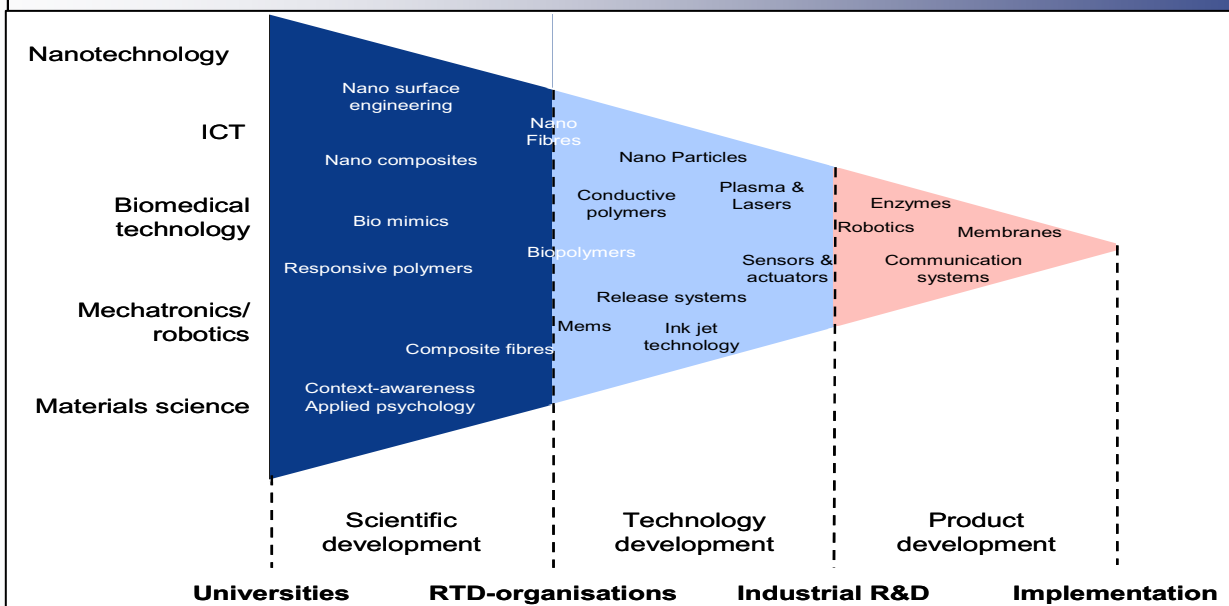 Nanotechnology
ICT
Biomedical
technology
Mechatronics/
robotics
Materials science
Nano surface
engineering
Nano composites
Bio mimics
Responsive polymers
Composite fibres
Context-awareness
Applied psychology
Nano
Fibres
Nano Particles
Conductive
polymers
Plasma &
Lasers
Biopolymers
Sensors &
actuators
Release systems
Mems
Ink jet
technology
Enzymes
Robotics
Membranes
Communication
systems
Scientific
development
Technology
development
Product
development
Universities
RTD-organisations
Industrial R&D
Implementation